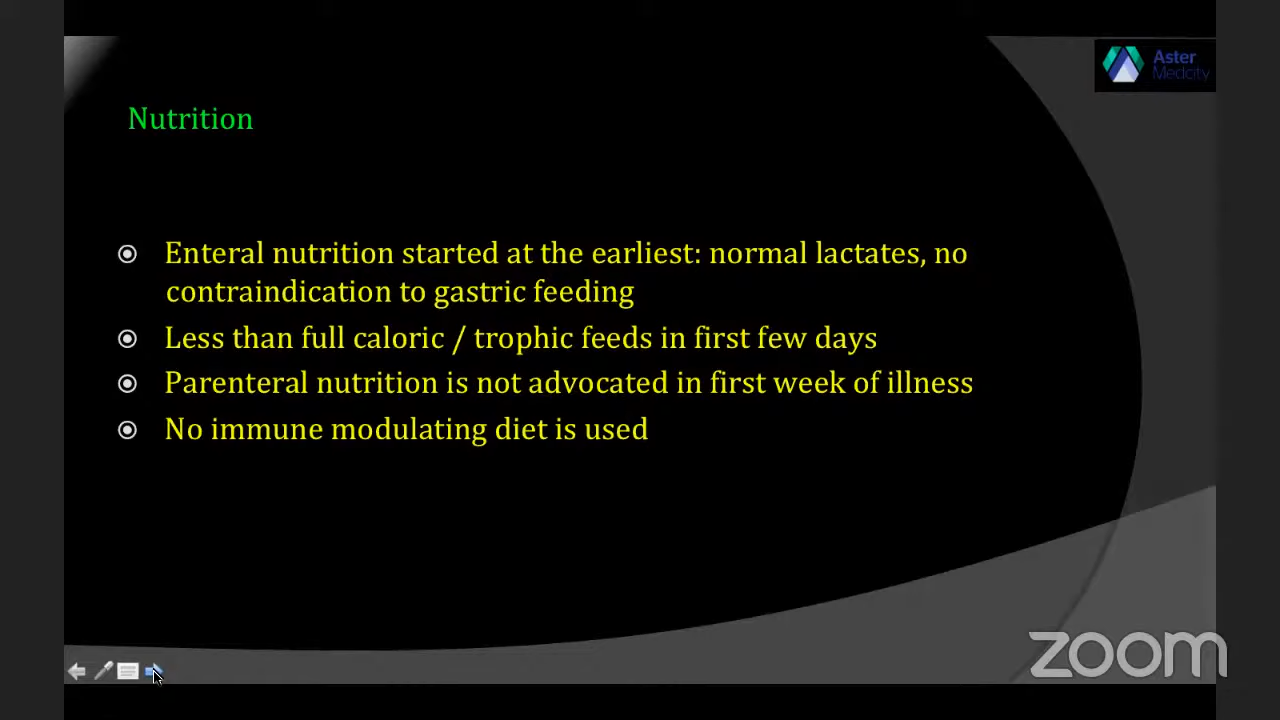 Aster
Medcity
Nutrition
Enteral nutrition started at the earliest: normal lactates, no
contraindication to gastric feeding
Less than full caloric / trophic feeds in first few days
Parenteral nutrition is not advocated in first week of illness
No immune modulating diet is used
zoom